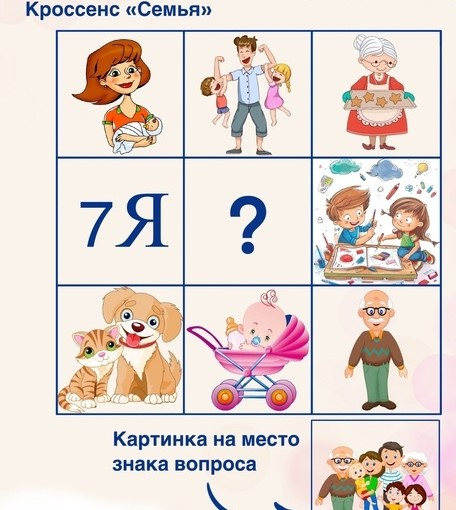 Кроссенс «Семья»
7Я
?
Картинка на место
знака вопроса